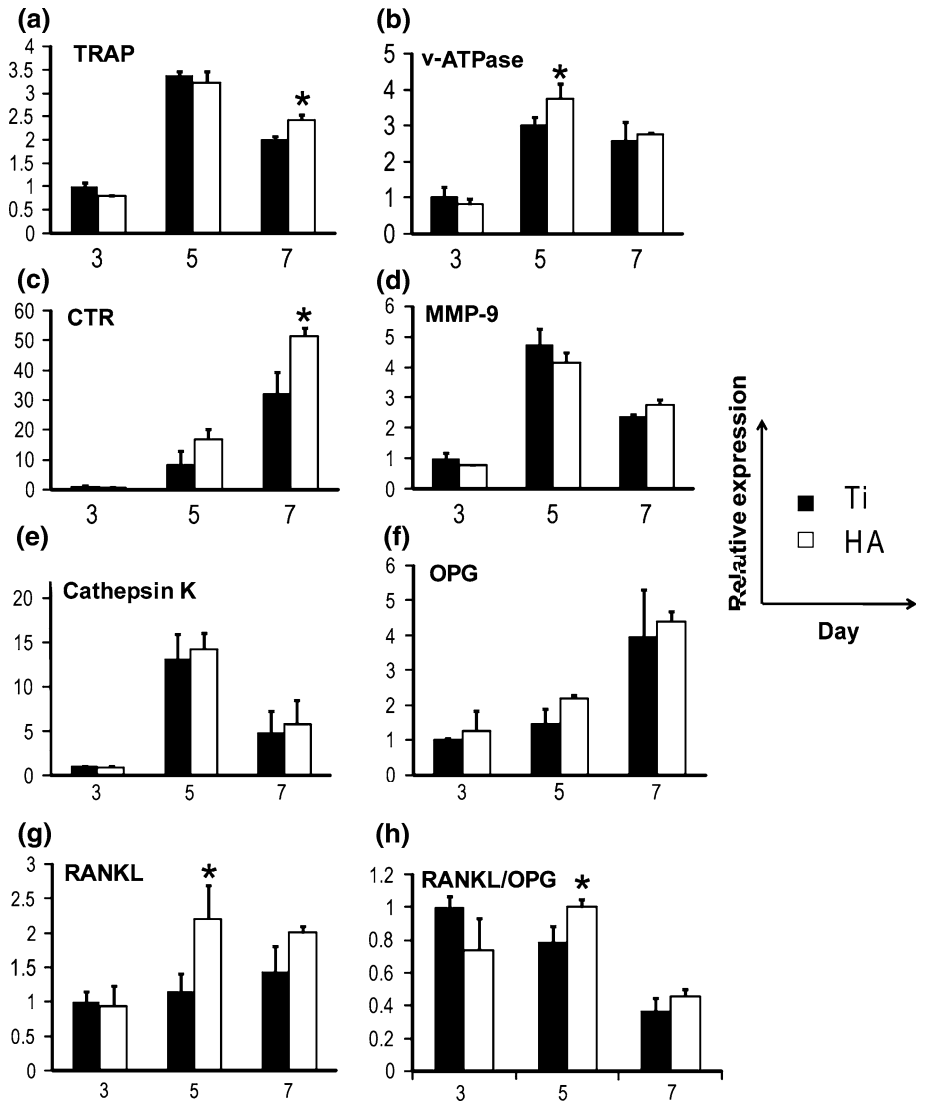 (a)
TRAP
4
3.5
3
2.5
2
1.5
1
0.5
0
*
3 5 7
(b)
v-ATPase
5
4
3
2
1
0
*
3 5 7
(c)
CTR
60
50
40
30
20
10
0
*
3 5 7
(d)
MMP-9
6
5
4
3
2
1
0
3 5 7
(e)
Cathepsin K
20
15
10
5
0
3 5 7
(f)
OPG
6
5
4
3
2
1
0
3 5 7
(g)
RANKL
3
2.5
2
1.5
1
0.5
0
*
3 5 7
(h)
RANKL/OPG
1.2
1
0.8
0.6
0.4
0.2
0
*
3 5 7
Relative expression
Ti
HA
Day